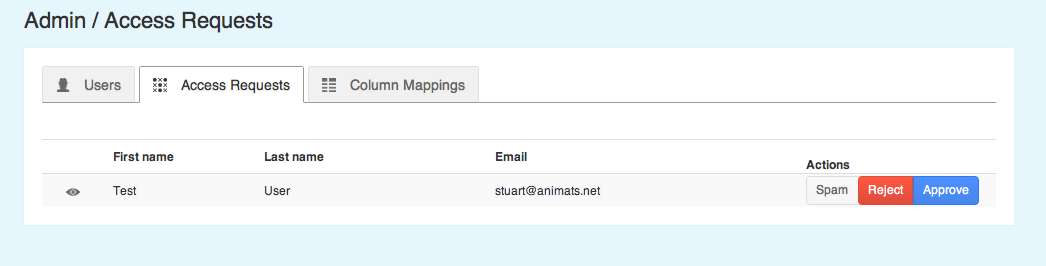 Admin / Access Requests
Users Access Requests Column Mappings
First name Last name Email Actions
Test User stuart@animats.net Spam Reject Approve